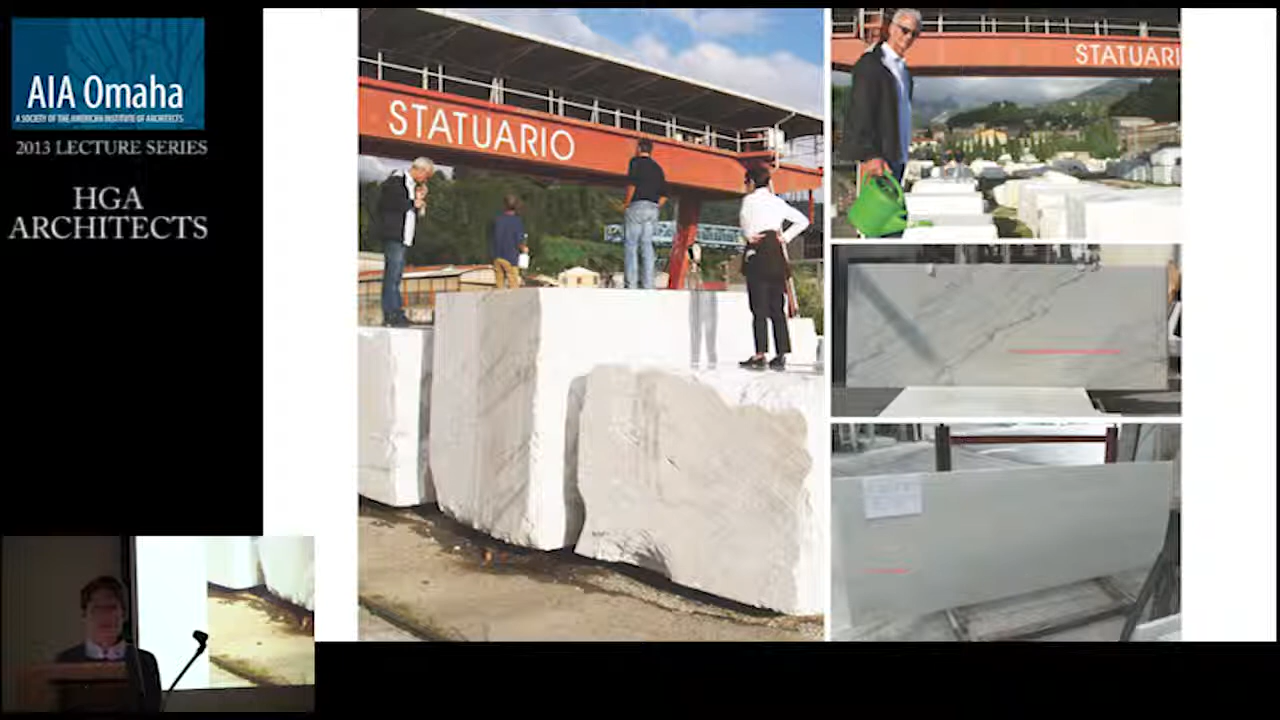 AIA Omaha
A SOCIETY OF THE AMERICAN INSTITUTE OF ARCHITECTS
2013 LECTURE SERIES
HGA
ARCHITECTS
STATUARIO
STATUARI